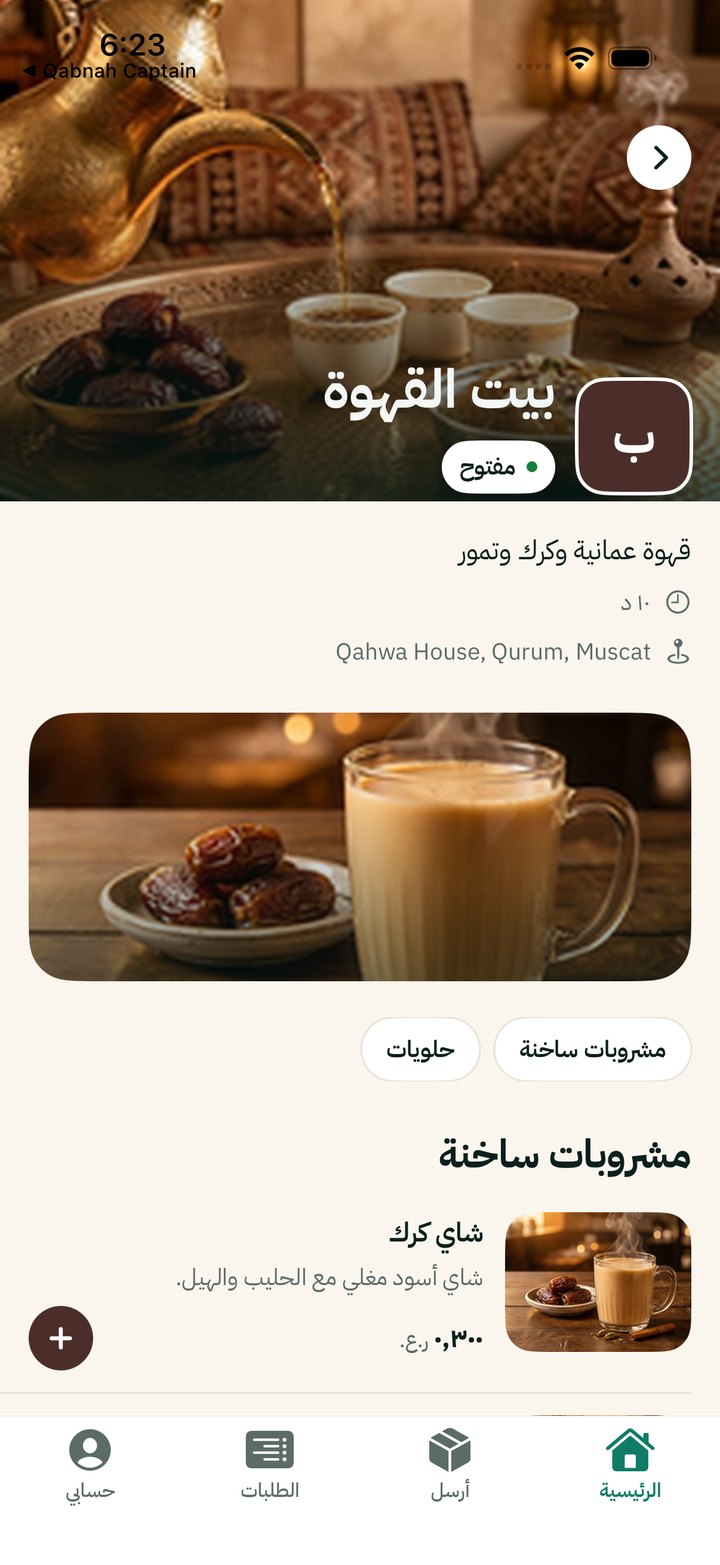 6:23
◀ Qabnah Captain
بيت القهوة
ب
مفتوح
قهوة عمانية وكرك وتمور
١٠ د
Qahwa House, Qurum, Muscat
مشروبات ساخنة
حلويات
مشروبات ساخنة
شاي كرك
شاي أسود مغلي مع الحليب والهيل.
٠,٣٠٠ ر.ع.
الرئيسية
أرسل
الطلبات
حسابي